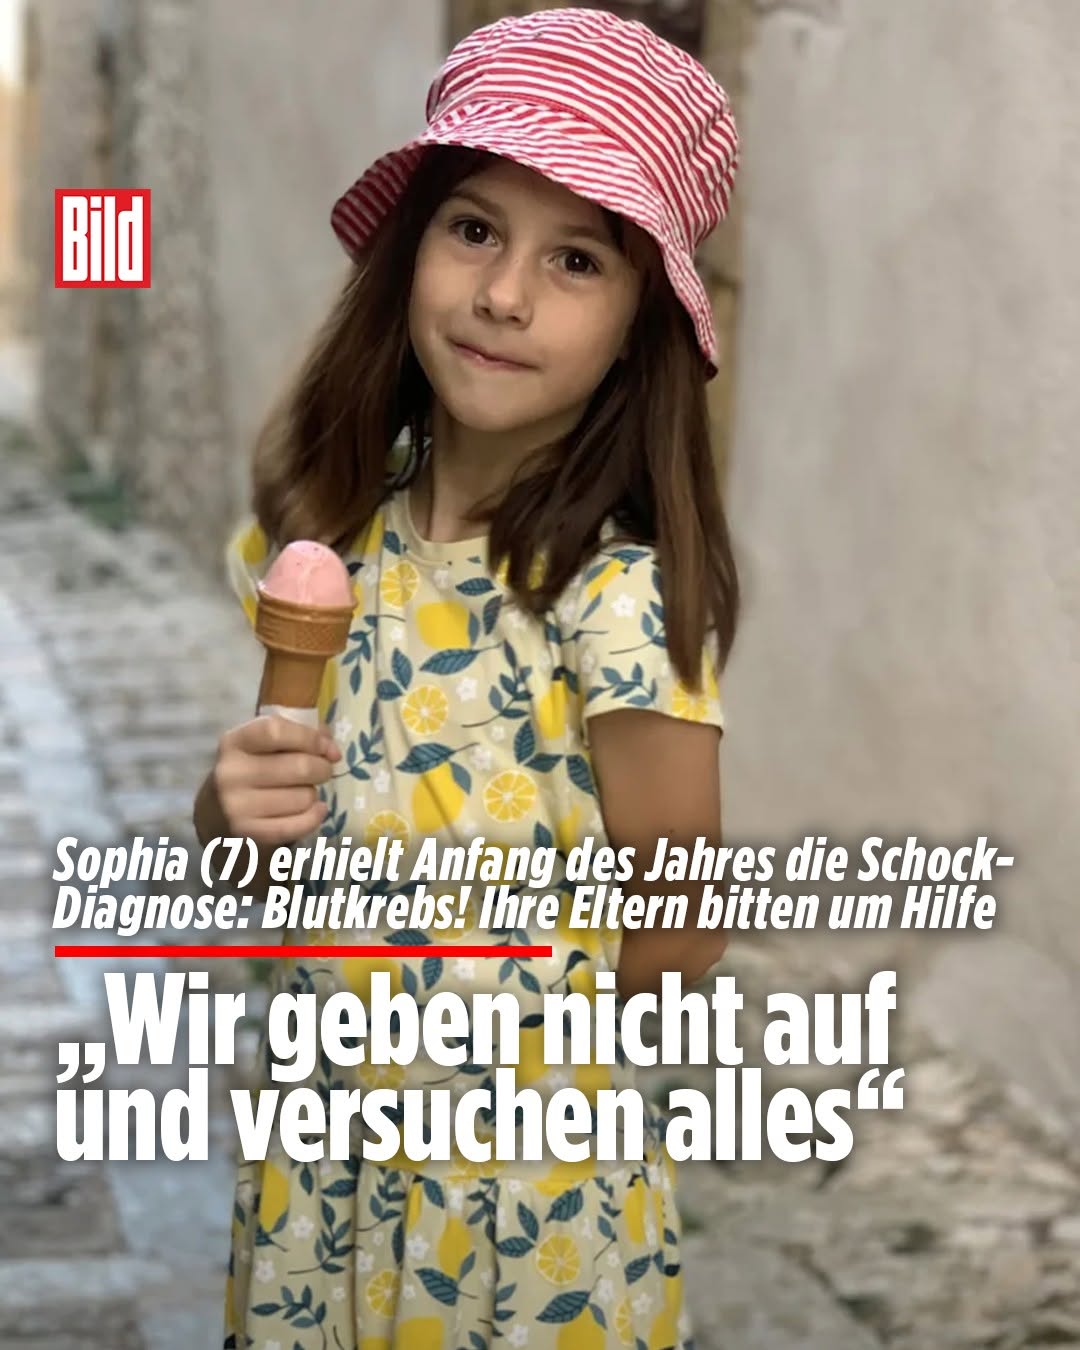 Bild
Sophia (7) erhielt Anfang des Jahres die Schock-
Diagnose: Blutkrebs! Ihre Eltern bitten um Hilfe
„Wir geben nicht auf
und versuchen alles“